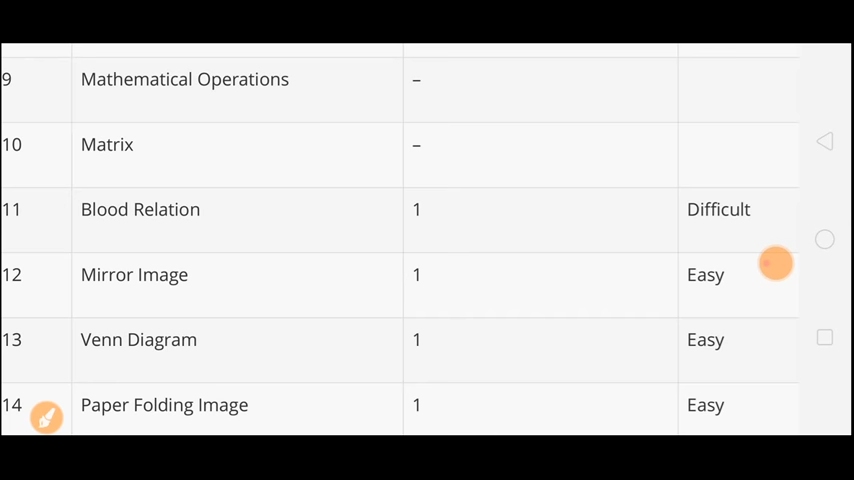 9 Mathematical Operations –
10 Matrix –
11 Blood Relation 1 Difficult
12 Mirror Image 1 Easy
13 Venn Diagram 1 Easy
14 Paper Folding Image 1 Easy